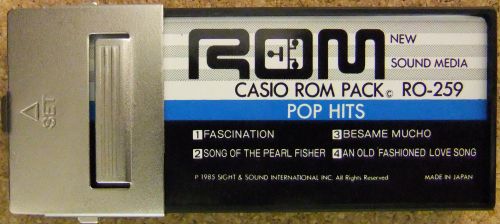 SET
ROM
NEW
SOUND MEDIA
CASIO ROM PACK © RO-259
POP HITS
1 FASCINATION
2 SONG OF THE PEARL FISHER
3 BESAME MUCHO
4 AN OLD FASHIONED LOVE SONG
P 1985 SIGHT & SOUND INTERNATIONAL INC. All Rights Reserved
MADE IN JAPAN